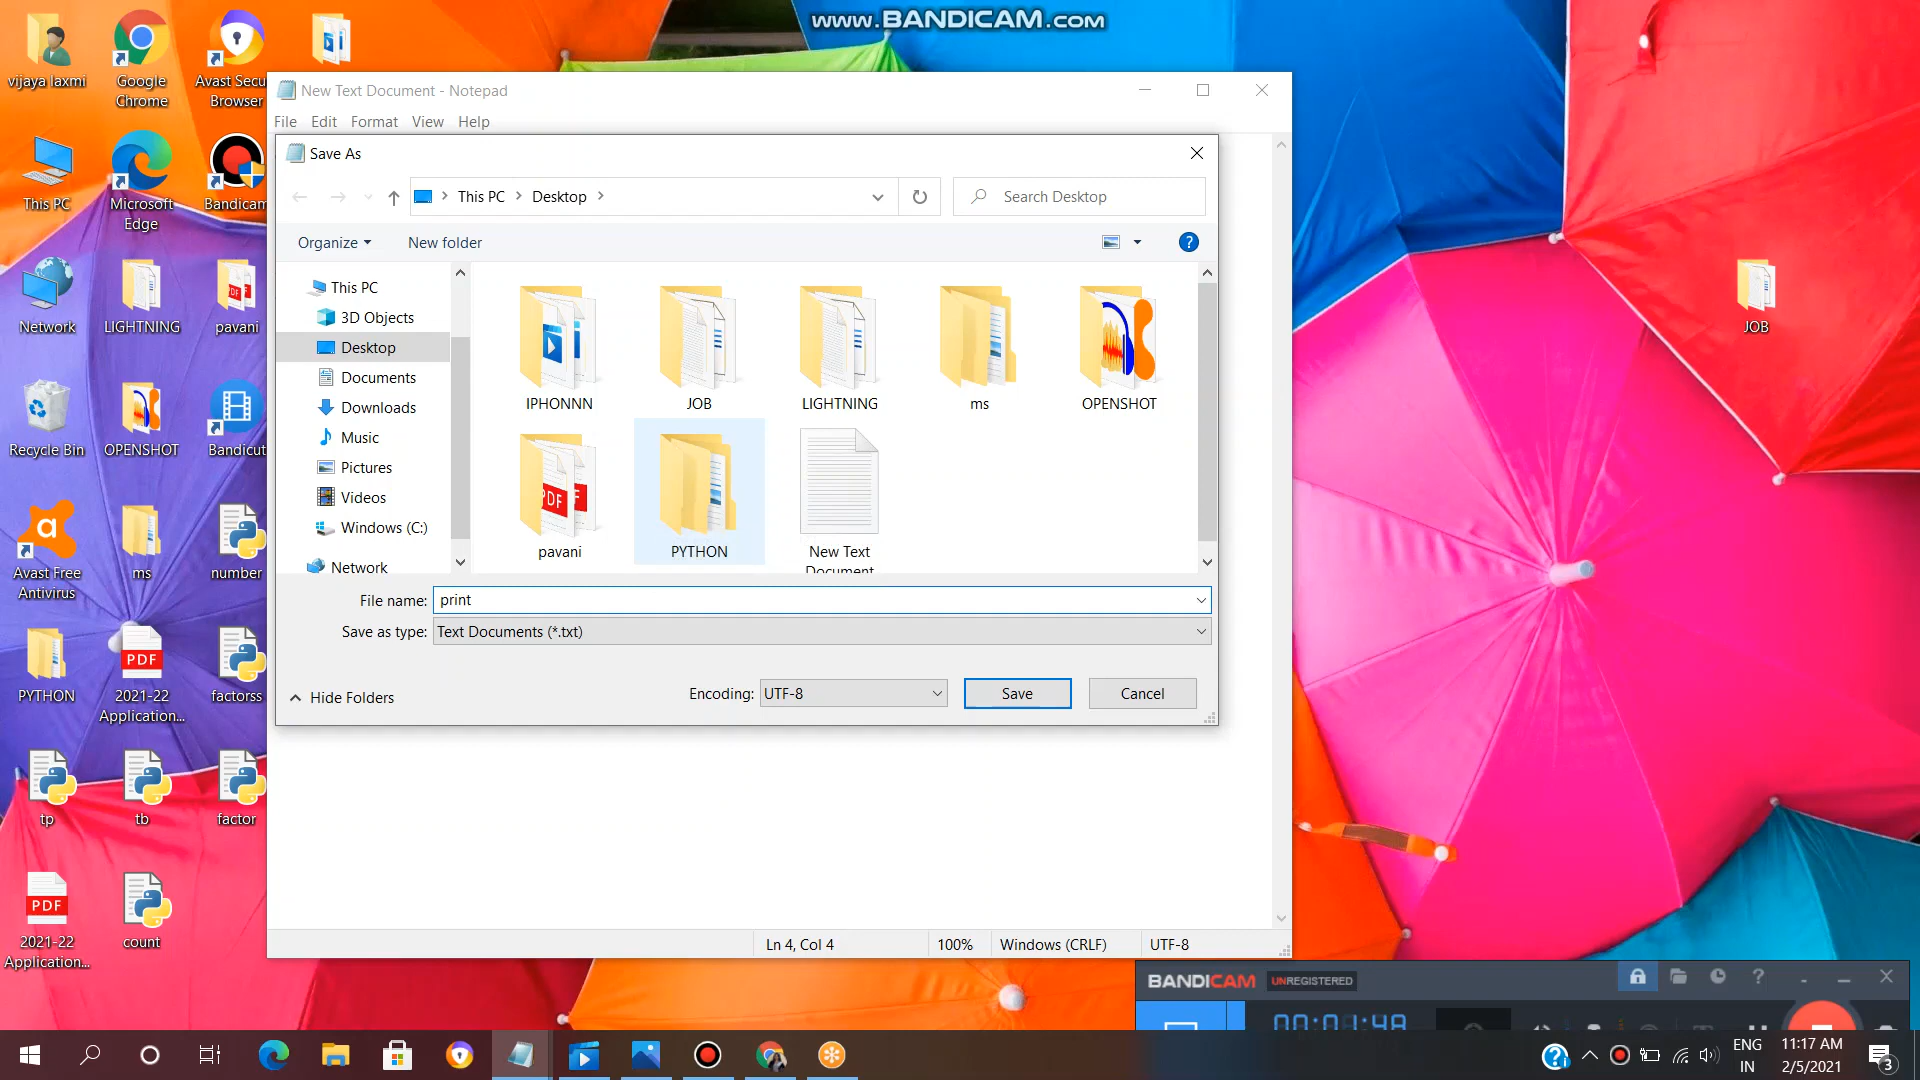 www.BANDICAM.com
vijaya laxmi
Google
Chrome
Avast Secu
Browser
This PC
Microsoft
Edge
Bandicam
Network
LIGHTNING
pavani
Recycle Bin
OPENSHOT
Bandicut
Avast Free
Antivirus
ms
number
PYTHON
PDF
2021-22
Application...
factorss
tp
tb
factor
PDF
2021-22
Application...
count
JOB
New Text Document - Notepad
File Edit Format View Help
Save As
This PC Desktop
Search Desktop
Organize New folder
This PC
3D Objects
Desktop
Documents
Downloads
Music
Pictures
Videos
Windows (C:)
Network
IPHONNN JOB LIGHTNING ms OPENSHOT
PDF
pavani PYTHON New Text
Document
File name: print
Save as type: Text Documents (*.txt)
Hide Folders
Encoding: UTF-8 Save Cancel
Ln 4, Col 4 100% Windows (CRLF) UTF-8
BANDICAM UNREGISTERED
00:01:48
ENG
IN
11:17 AM
2/5/2021
3